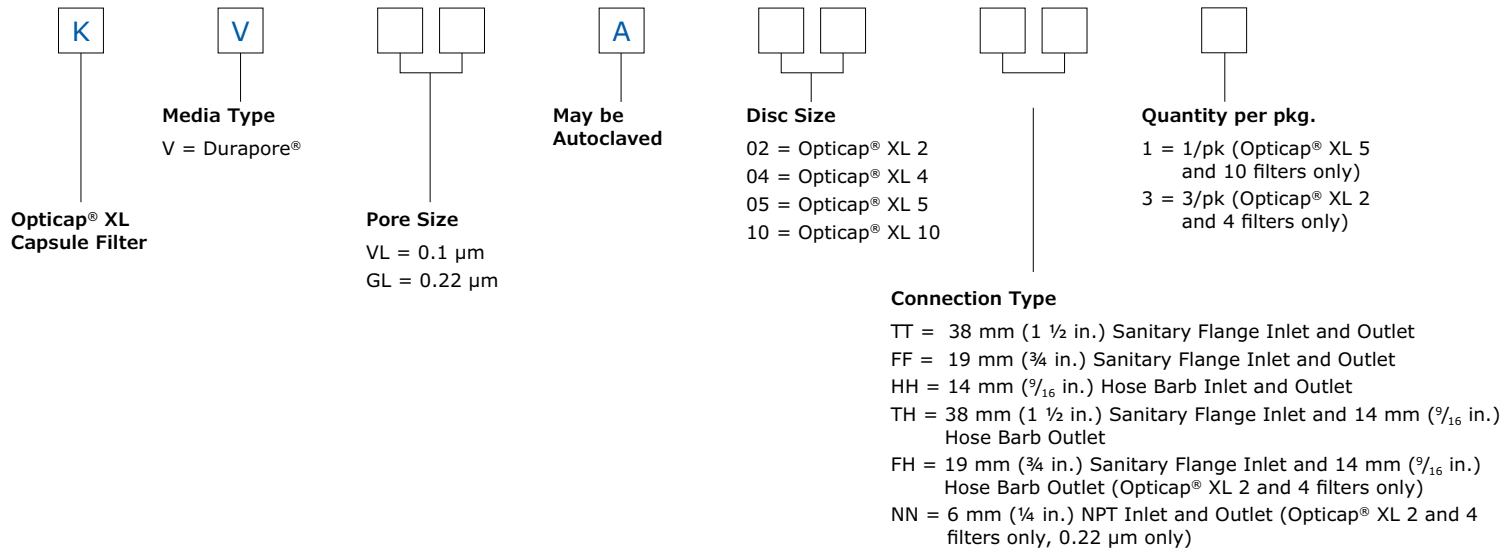 K V A
Media Type
V = Durapore®
May be
Autoclaved
Disc Size
02 = Opticap® XL 2
04 = Opticap® XL 4
05 = Opticap® XL 5
10 = Opticap® XL 10
Quantity per pkg.
1 = 1/pk (Opticap® XL 5
and 10 filters only)
3 = 3/pk (Opticap® XL 2
and 4 filters only)
Opticap® XL
Capsule Filter
Pore Size
VL = 0.1 µm
GL = 0.22 µm
Connection Type
TT = 38 mm (1 ½ in.) Sanitary Flange Inlet and Outlet
FF = 19 mm (¾ in.) Sanitary Flange Inlet and Outlet
HH = 14 mm (9/16 in.) Hose Barb Inlet and Outlet
TH = 38 mm (1 ½ in.) Sanitary Flange Inlet and 14 mm (9/16 in.)
Hose Barb Outlet
FH = 19 mm (¾ in.) Sanitary Flange Inlet and 14 mm (9/16 in.)
Hose Barb Outlet (Opticap® XL 2 and 4 filters only)
NN = 6 mm (¼ in.) NPT Inlet and Outlet (Opticap® XL 2 and 4
filters only, 0.22 µm only)